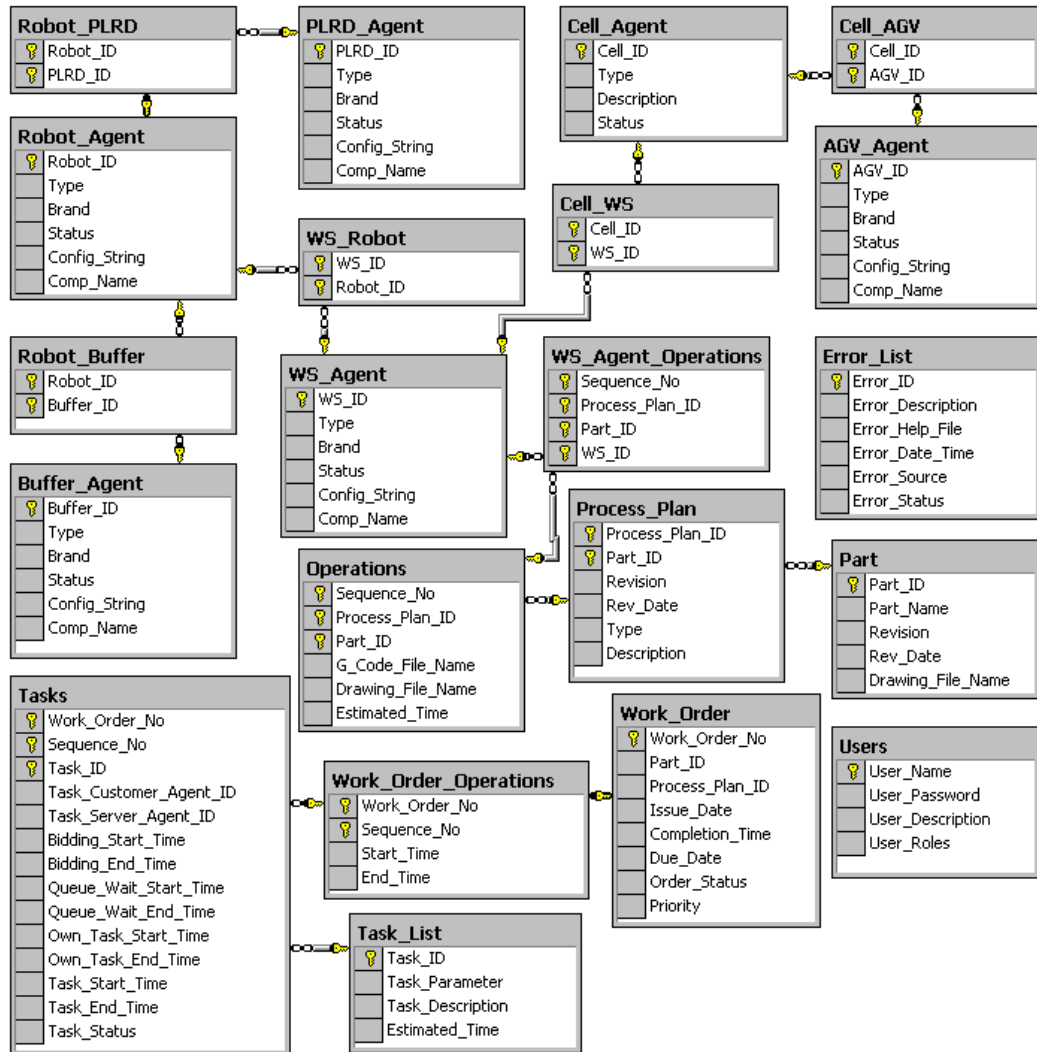 Robot_PLRD
Robot_ID
PLRD_ID
PLRD_Agent
PLRD_ID
Type
Brand
Status
Config_String
Comp_Name
Cell_Agent
Cell_ID
Type
Description
Status
Cell_AGV
Cell_ID
AGV_ID
Robot_Agent
Robot_ID
Type
Brand
Status
Config_String
Comp_Name
AGV_Agent
AGV_ID
Type
Brand
Status
Config_String
Comp_Name
Cell_WS
Cell_ID
WS_ID
WS_Robot
WS_ID
Robot_ID
Robot_Buffer
Robot_ID
Buffer_ID
WS_Agent
WS_ID
Type
Brand
Status
Config_String
Comp_Name
WS_Agent_Operations
Sequence_No
Process_Plan_ID
Part_ID
WS_ID
Error_List
Error_ID
Error_Description
Error_Help_File
Error_Date_Time
Error_Source
Error_Status
Buffer_Agent
Buffer_ID
Type
Brand
Status
Config_String
Comp_Name
Operations
Sequence_No
Process_Plan_ID
Part_ID
G_Code_File_Name
Drawing_File_Name
Estimated_Time
Process_Plan
Process_Plan_ID
Part_ID
Revision
Rev_Date
Type
Description
Part
Part_ID
Part_Name
Revision
Rev_Date
Drawing_File_Name
Tasks
Work_Order_No
Sequence_No
Task_ID
Task_Customer_Agent_ID
Task_Server_Agent_ID
Bidding_Start_Time
Bidding_End_Time
Queue_Wait_Start_Time
Queue_Wait_End_Time
Own_Task_Start_Time
Own_Task_End_Time
Task_Start_Time
Task_End_Time
Task_Status
Work_Order_Operations
Work_Order_No
Sequence_No
Start_Time
End_Time
Work_Order
Work_Order_No
Part_ID
Process_Plan_ID
Issue_Date
Completion_Time
Due_Date
Order_Status
Priority
Users
User_Name
User_Password
User_Description
User_Roles
Task_List
Task_ID
Task_Parameter
Task_Description
Estimated_Time